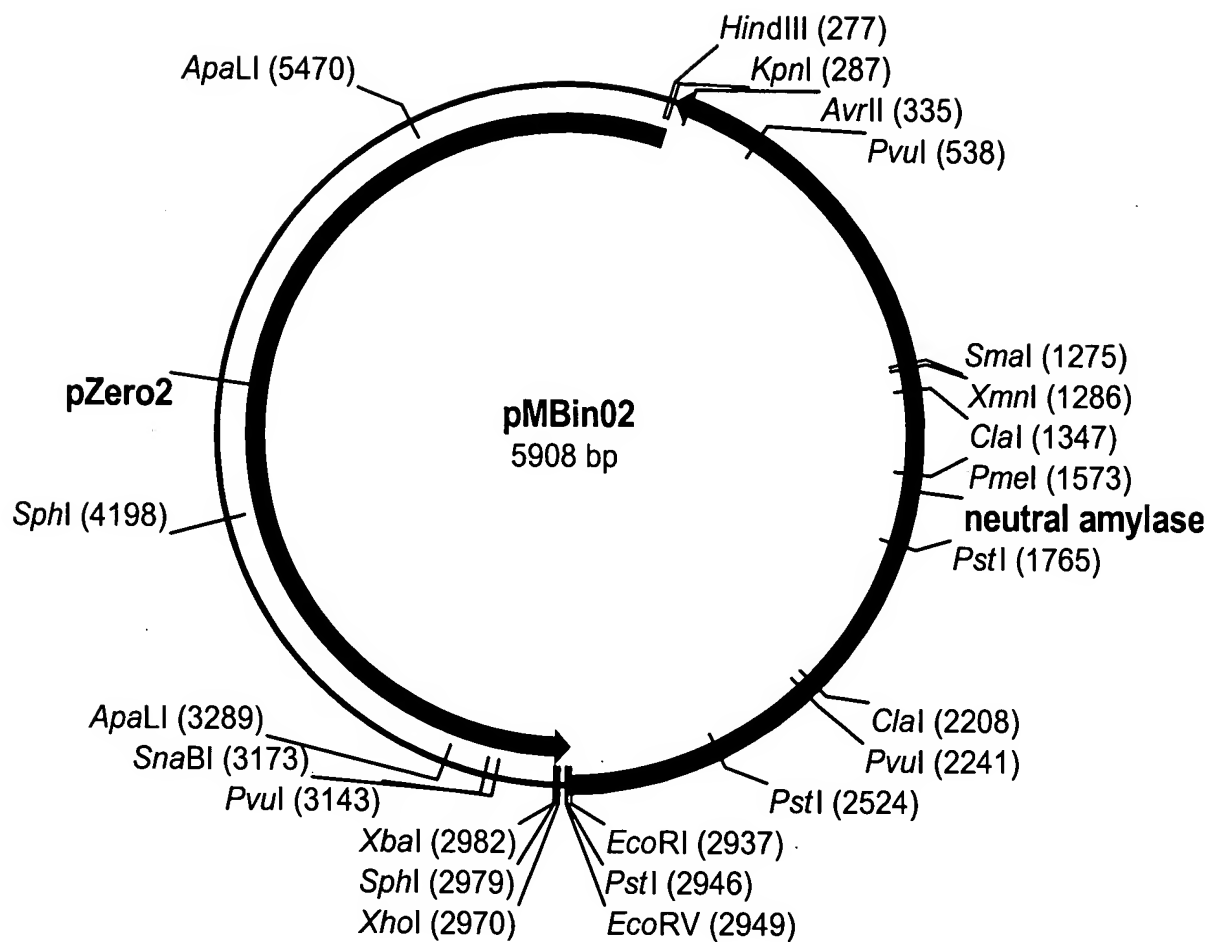 HindIII (277)
KpnI (287)
AvrII (335)
PvuI (538)
ApaLI (5470)
SmaI (1275)
XmnI (1286)
ClaI (1347)
PmeI (1573)
neutral amylase
PstI (1765)
pZero2
pMBin02
5908 bp
SphI (4198)
ApaLI (3289)
SnaBI (3173)
PvuI (3143)
ClaI (2208)
PvuI (2241)
PstI (2524)
XbaI (2982)
SphI (2979)
XhoI (2970)
EcoRI (2937)
PstI (2946)
EcoRV (2949)